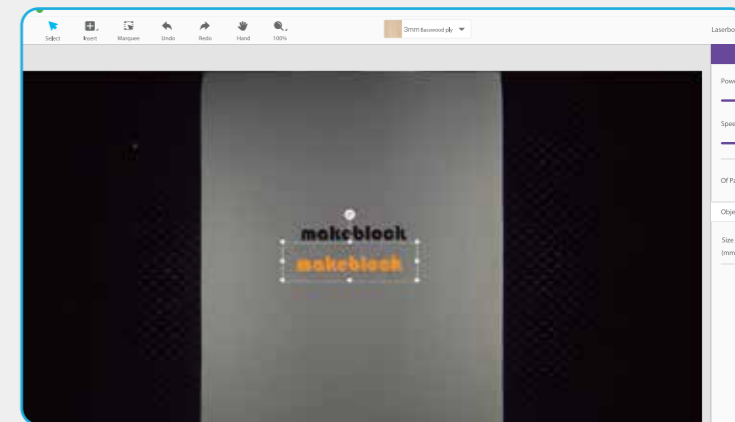 Select Insert Marquee Undo Redo Hand 100%
3mm Basswood ply
Laserbo
Powe
Spee
Of Pa
Obje
Size
(mm
makeblock
makeblock